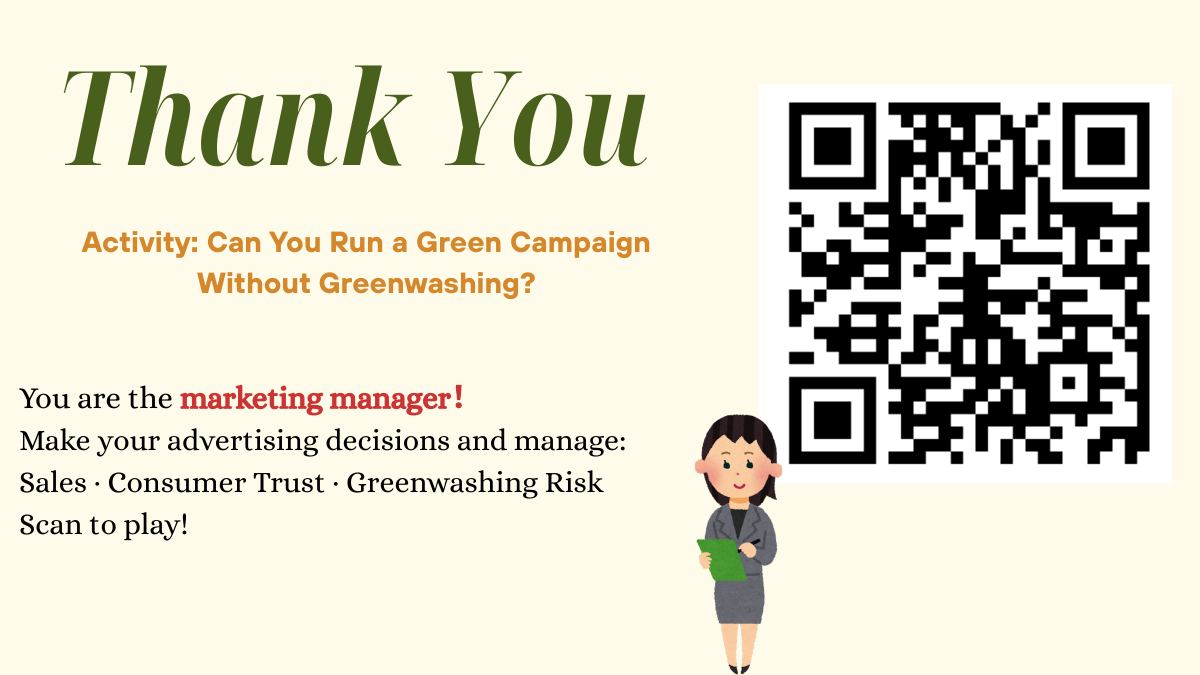 Thank You
Activity: Can You Run a Green Campaign
Without Greenwashing?
You are the marketing manager!
Make your advertising decisions and manage:
Sales · Consumer Trust · Greenwashing Risk
Scan to play!